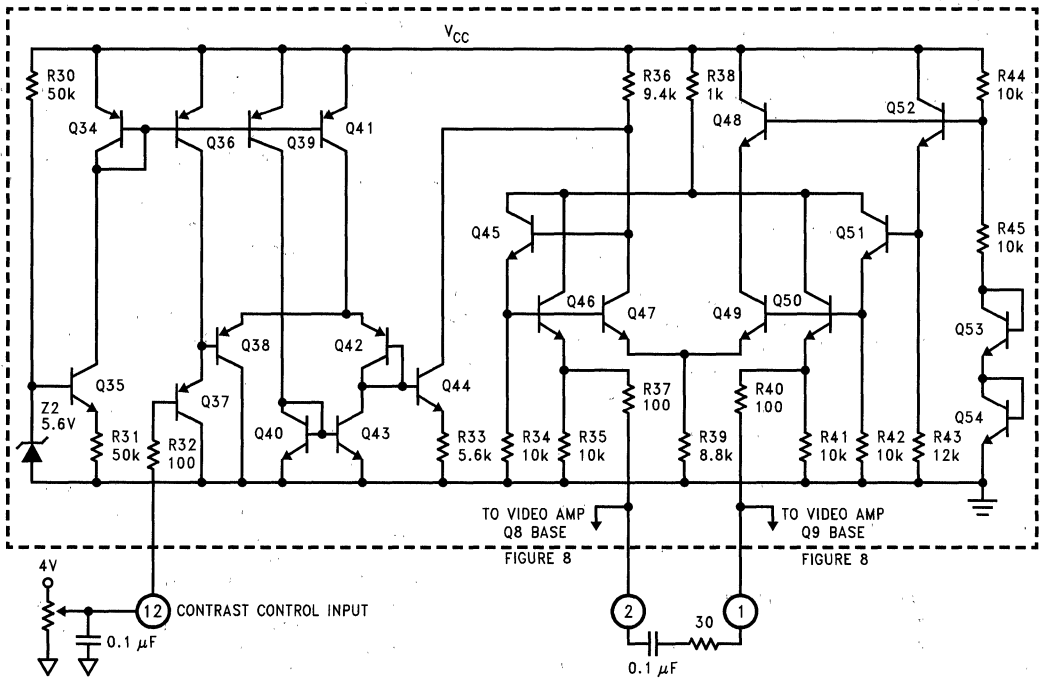 VCC
R30
50k
R36
9.4k
R38
1k
R44
10k
Q34
Q36
Q39
Q41
Q48
Q52
Q45
Q51
R45
10k
Q46
Q47
Q49
Q50
Q53
Q38
Q42
Q35
Q37
Q44
R37
100
R40
100
Q54
Z2
5.6V
R31
50k
R32
100
Q40
Q43
R33
5.6k
R34
10k
R35
10k
R39
8.8k
R41
10k
R42
10k
R43
12k
TO VIDEO AMP
Q8 BASE
FIGURE 8
TO VIDEO AMP
Q9 BASE
FIGURE 8
4V
12 CONTRAST CONTROL INPUT
0.1 μF
2
1
30
0.1 μF